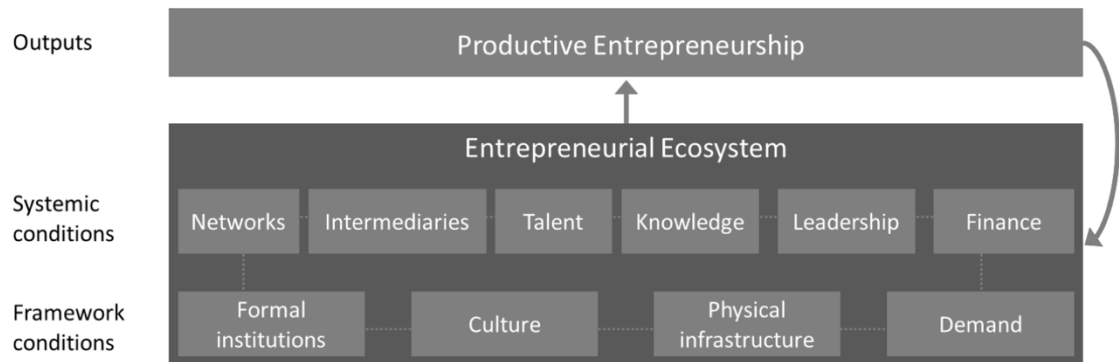 Outputs
Productive Entrepreneurship
Entrepreneurial Ecosystem
Systemic
conditions
Networks
Intermediaries
Talent
Knowledge
Leadership
Finance
Framework
conditions
Formal
institutions
Culture
Physical
infrastructure
Demand